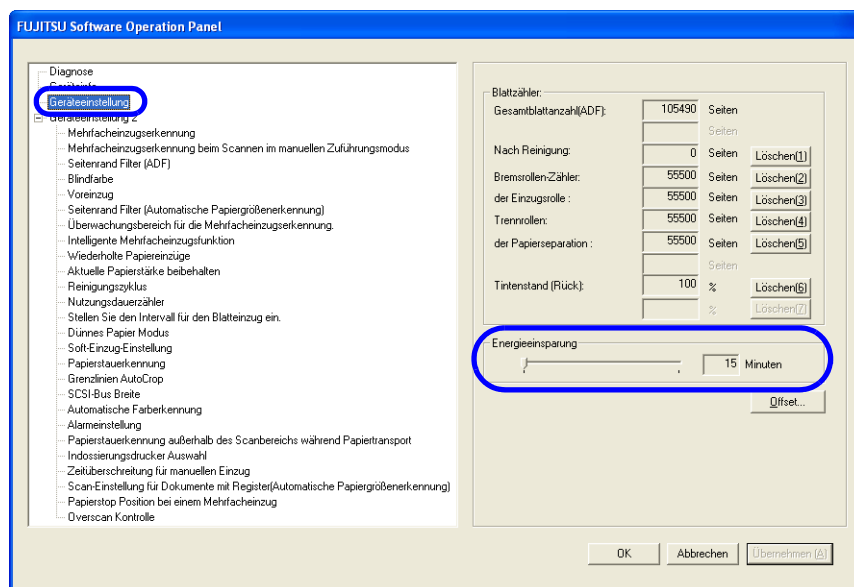 FUJITSU Software Operation Panel
Diagnose
Geräteeinstellung
Geräteeinstellung 2
Mehrfacheinzugserkennung
Mehrfacheinzugserkennung beim Scannen im manuellen Zuführungsmodus
Seitenrand Filter (ADF)
Blindfarbe
Voreinzug
Seitenrand Filter (Automatische Papiergrößenerkennung)
Überwachungsbereich für die Mehrfacheinzugserkennung.
Intelligente Mehrfacheinzugsfunktion
Wiederholte Papiereinzüge
Aktuelle Papierstärke beibehalten
Reinigungszyklus
Nutzungsdauerzähler
Stellen Sie den Intervall für den Blatteinzug ein.
Dünnes Papier Modus
Soft-Einzug-Einstellung
Papierstauerkennung
Grenzlinien AutoCrop
SCSI-Bus Breite
Automatische Farberkennung
Alarmeinstellung
Papierstauerkennung außerhalb des Scanbereichs während Papiertransport
Indossierungsdrucker Auswahl
Zeitüberschreitung für manuellen Einzug
Scan-Einstellung für Dokumente mit Register(Automatische Papiergrößenerkennung)
Papierstop Position bei einem Mehrfacheinzug
Overscan Kontrolle
Blattzähler:
Gesamtblattanzahl(ADF): 105490 Seiten
Seiten
Nach Reinigung: 0 Seiten Löschen(1)
Bremsrollen-Zähler: 55500 Seiten Löschen(2)
der Einzugsrolle : 55500 Seiten Löschen(3)
Trennrollen: 55500 Seiten Löschen(4)
der Papierseparation : 55500 Seiten Löschen(5)
Seiten
Tintenstand (Rück): 100 % Löschen(6)
% Löschen(7)
Energieeinsparung
15 Minuten
Offset...
OK Abbrechen Übernehmen (A)